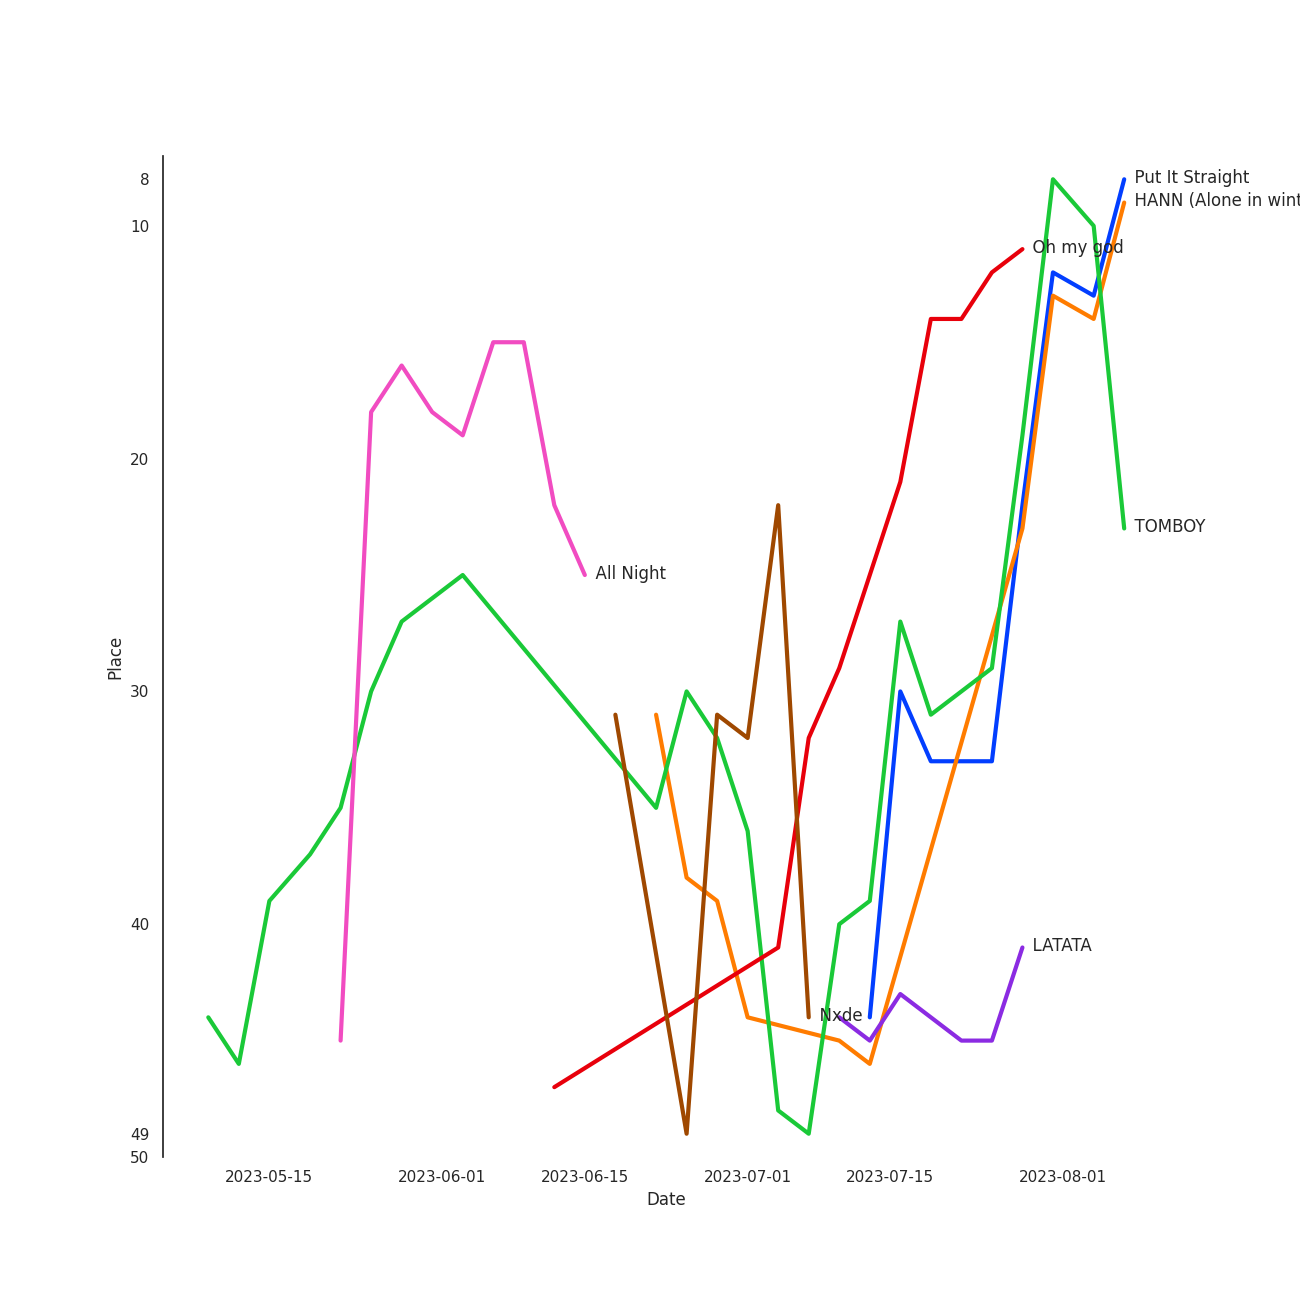 8
10
20
30
40
49
50
Place
Put It Straight
HANN (Alone in wint
Oh my god
TOMBOY
All Night
LATATA
Nxde
2023-05-15
2023-06-01
2023-06-15
2023-07-01
2023-07-15
2023-08-01
Date